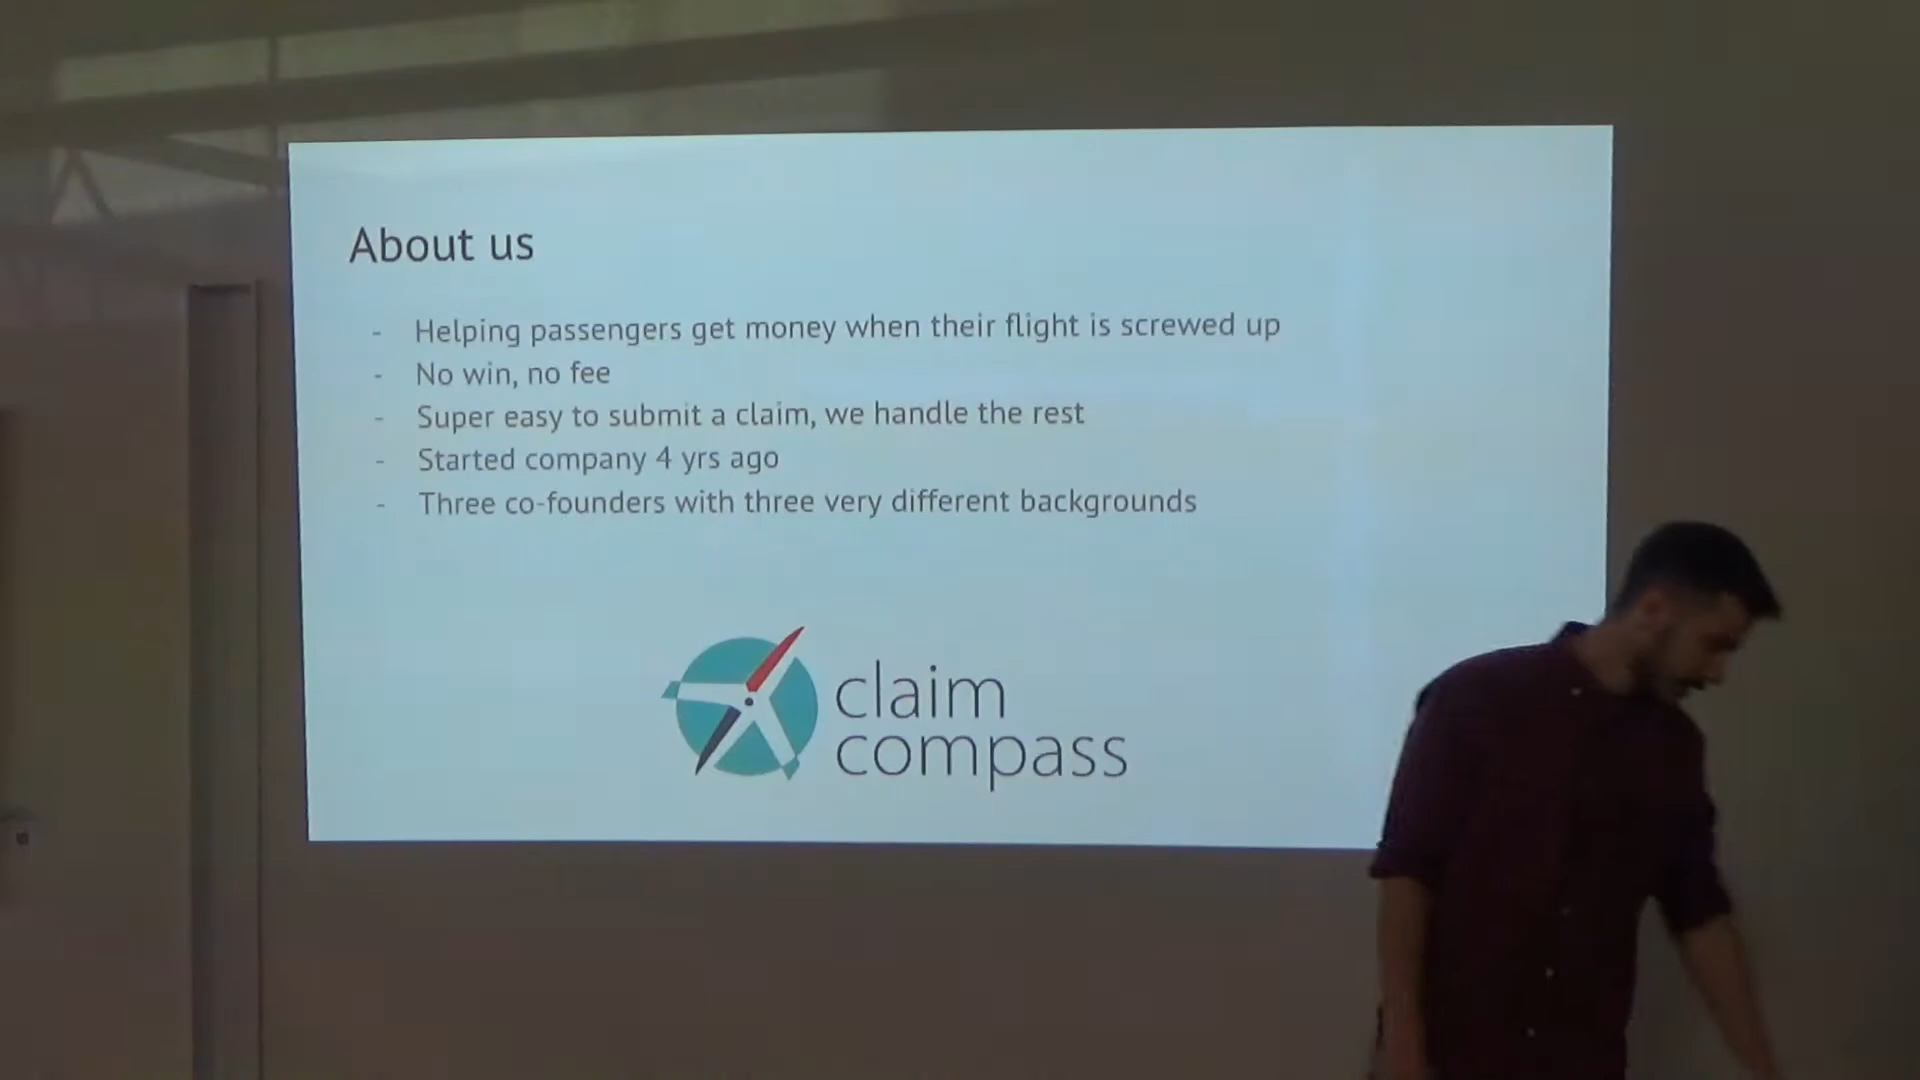 About us
- Helping passengers get money when their flight is screwed up
- No win, no fee
- Super easy to submit a claim, we handle the rest
- Started company 4 yrs ago
- Three co-founders with three very different backgrounds
claim
compass